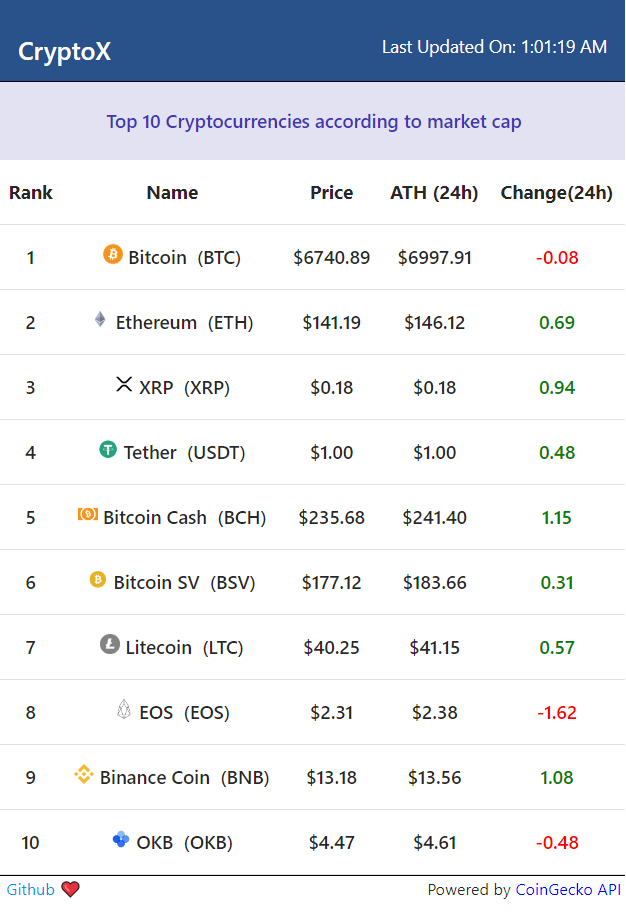 CryptoX Last Updated On: 1:01:19 AM
Top 10 Cryptocurrencies according to market cap
Rank Name Price ATH (24h) Change(24h)
1 Bitcoin (BTC) $6740.89 $6997.91 -0.08
2 Ethereum (ETH) $141.19 $146.12 0.69
3 XRP (XRP) $0.18 $0.18 0.94
4 Tether (USDT) $1.00 $1.00 0.48
5 Bitcoin Cash (BCH) $235.68 $241.40 1.15
6 Bitcoin SV (BSV) $177.12 $183.66 0.31
7 Litecoin (LTC) $40.25 $41.15 0.57
8 EOS (EOS) $2.31 $2.38 -1.62
9 Binance Coin (BNB) $13.18 $13.56 1.08
10 OKB (OKB) $4.47 $4.61 -0.48
Github ❤️ Powered by CoinGecko API